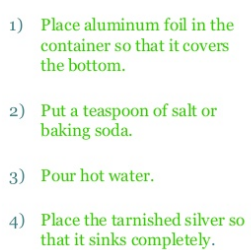 1) Place aluminum foil in the
container so that it covers
the bottom.
2) Put a teaspoon of salt or
baking soda.
3) Pour hot water.
4) Place the tarnished silver so
that it sinks completely.